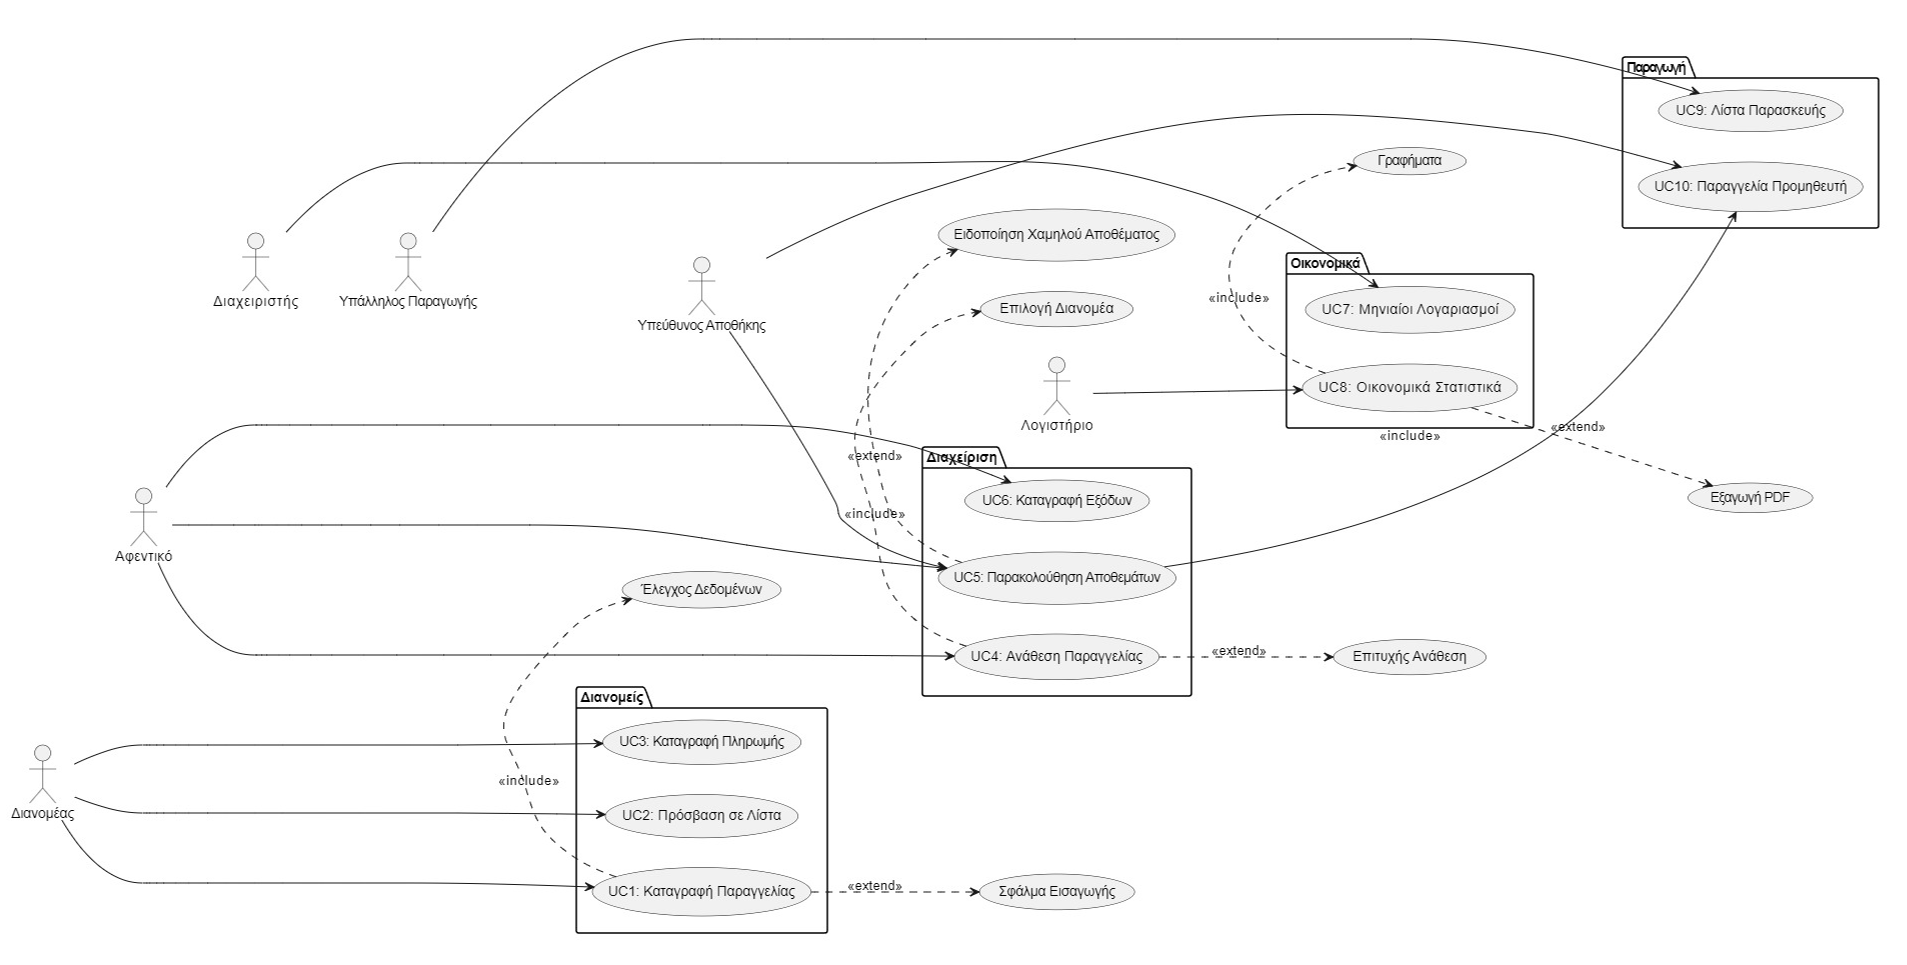 Παραγωγή
UC9: Λίστα Παρασκευής
Γραφήματα
UC10: Παραγγελία Προμηθευτή
Ειδοποίηση Χαμηλού Αποθέματος
Οικονομικά
Διαχειριστής
Υπάλληλος Παραγωγής
«include»
Επιλογή Διανομέα
UC7: Μηνιαίοι Λογαριασμοί
Υπεύθυνος Αποθήκης
UC8: Οικονομικά Στατιστικά
Λογιστήριο
«include»
«extend»
«extend»
Διαχείριση
UC6: Καταγραφή Εξόδων
Εξαγωγή PDF
«include»
Αφεντικό
UC5: Παρακολούθηση Αποθεμάτων
Έλεγχος Δεδομένων
UC4: Ανάθεση Παραγγελίας
«extend»
Επιτυχής Ανάθεση
Διανομείς
UC3: Καταγραφή Πληρωμής
«include»
Διανομέας
UC2: Πρόσβαση σε Λίστα
UC1: Καταγραφή Παραγγελίας
«extend»
Σφάλμα Εισαγωγής